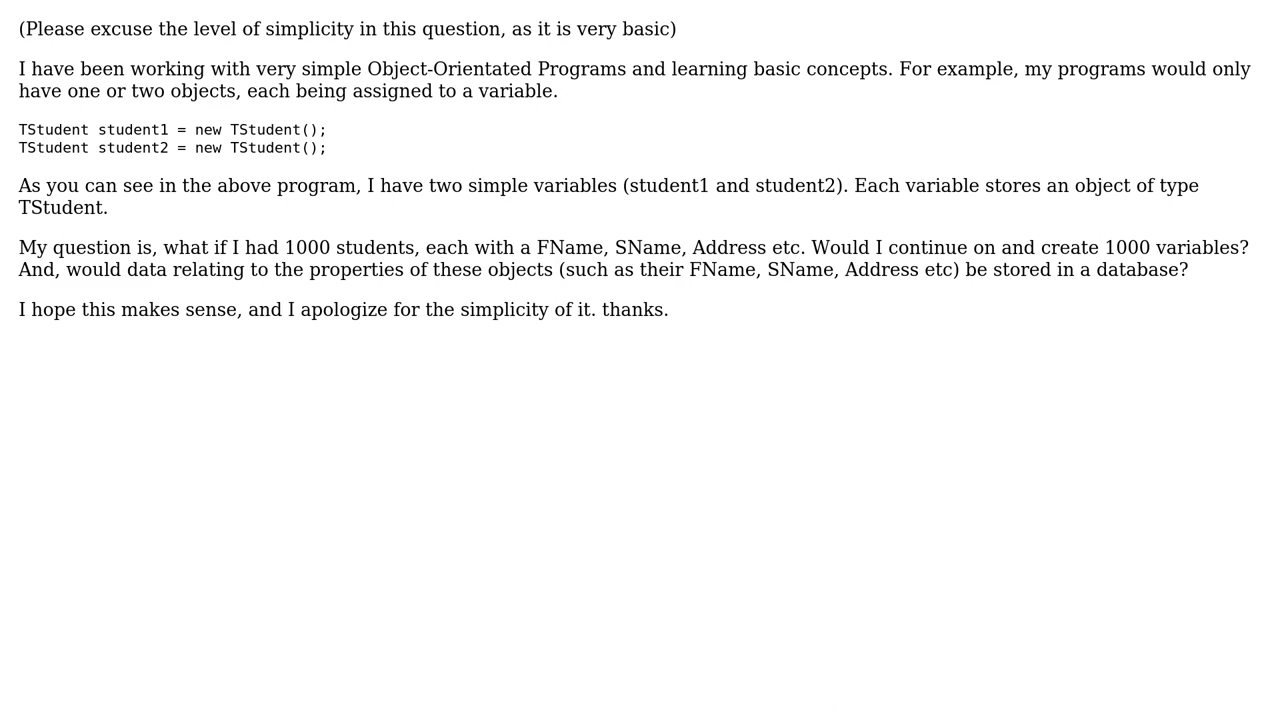 (Please excuse the level of simplicity in this question, as it is very basic)
I have been working with very simple Object-Orientated Programs and learning basic concepts. For example, my programs would only
have one or two objects, each being assigned to a variable.
TStudent student1 = new TStudent();
TStudent student2 = new TStudent();
As you can see in the above program, I have two simple variables (student1 and student2). Each variable stores an object of type
TStudent.
My question is, what if I had 1000 students, each with a FName, SName, Address etc. Would I continue on and create 1000 variables?
And, would data relating to the properties of these objects (such as their FName, SName, Address etc) be stored in a database?
I hope this makes sense, and I apologize for the simplicity of it. thanks.